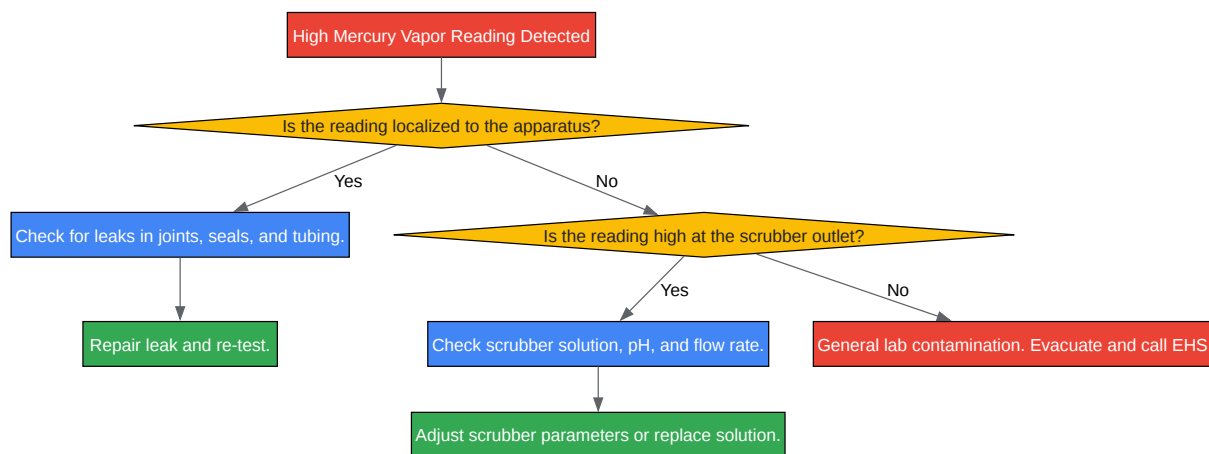 High Mercury Vapor Reading Detected
Is the reading localized to the apparatus?
Yes
No
Check for leaks in joints, seals, and tubing.
Is the reading high at the scrubber outlet?
Yes
No
Repair leak and re-test.
Check scrubber solution, pH, and flow rate.
General lab contamination. Evacuate and call EHS
Adjust scrubber parameters or replace solution.